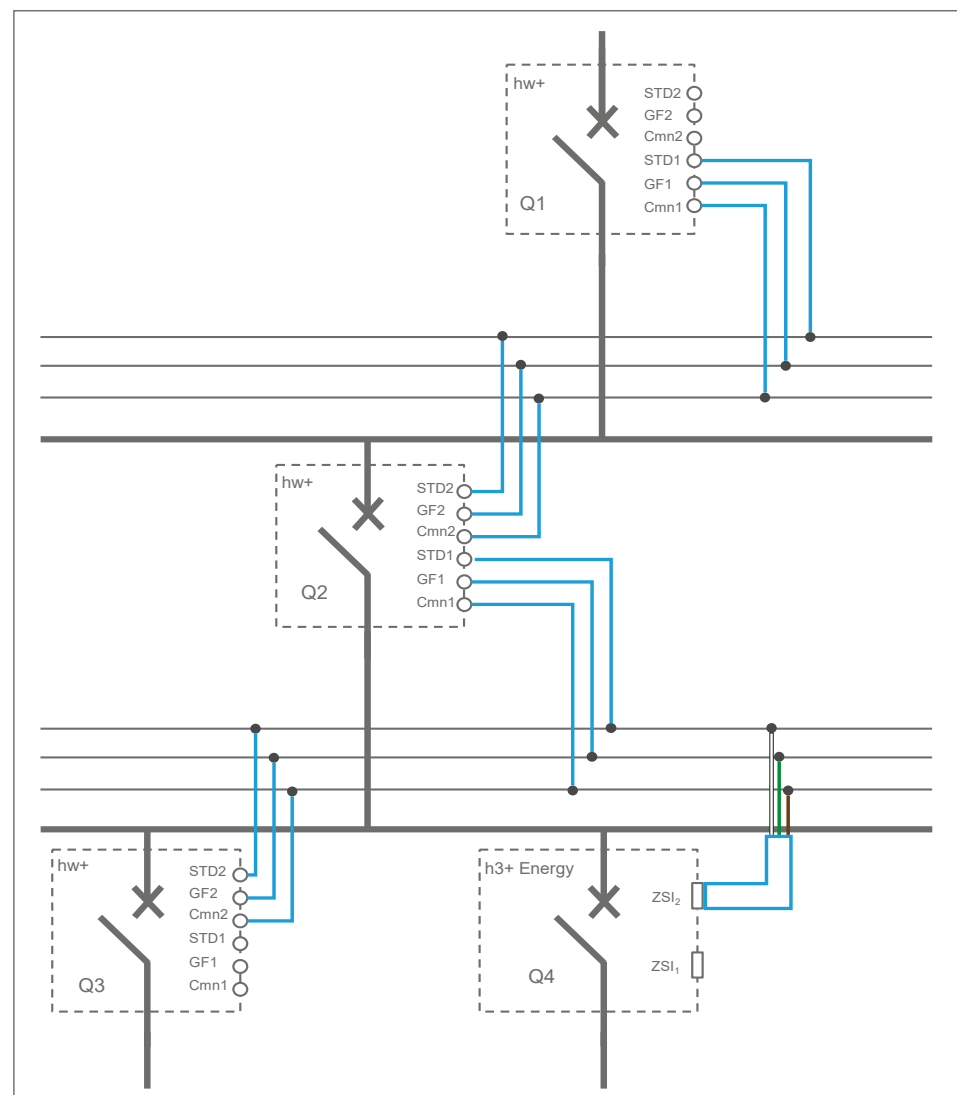 hw+
STD2
GF2
Cmn2
STD1
GF1
Cmn1
Q1
hw+
STD2
GF2
Cmn2
STD1
GF1
Cmn1
Q2
hw+
STD2
GF2
Cmn2
STD1
GF1
Cmn1
Q3
h3+ Energy
ZSI₂
ZSI₁
Q4